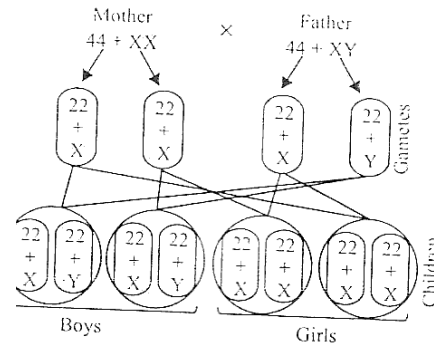 Mother × Father
44 + XX 44 + XY
22 22 22 22
+ + + +
X X X Y
Gametes
22 22 22 22 22 22 22 22
+ + + + + + + +
X Y X Y X X X X
Children
Boys Girls